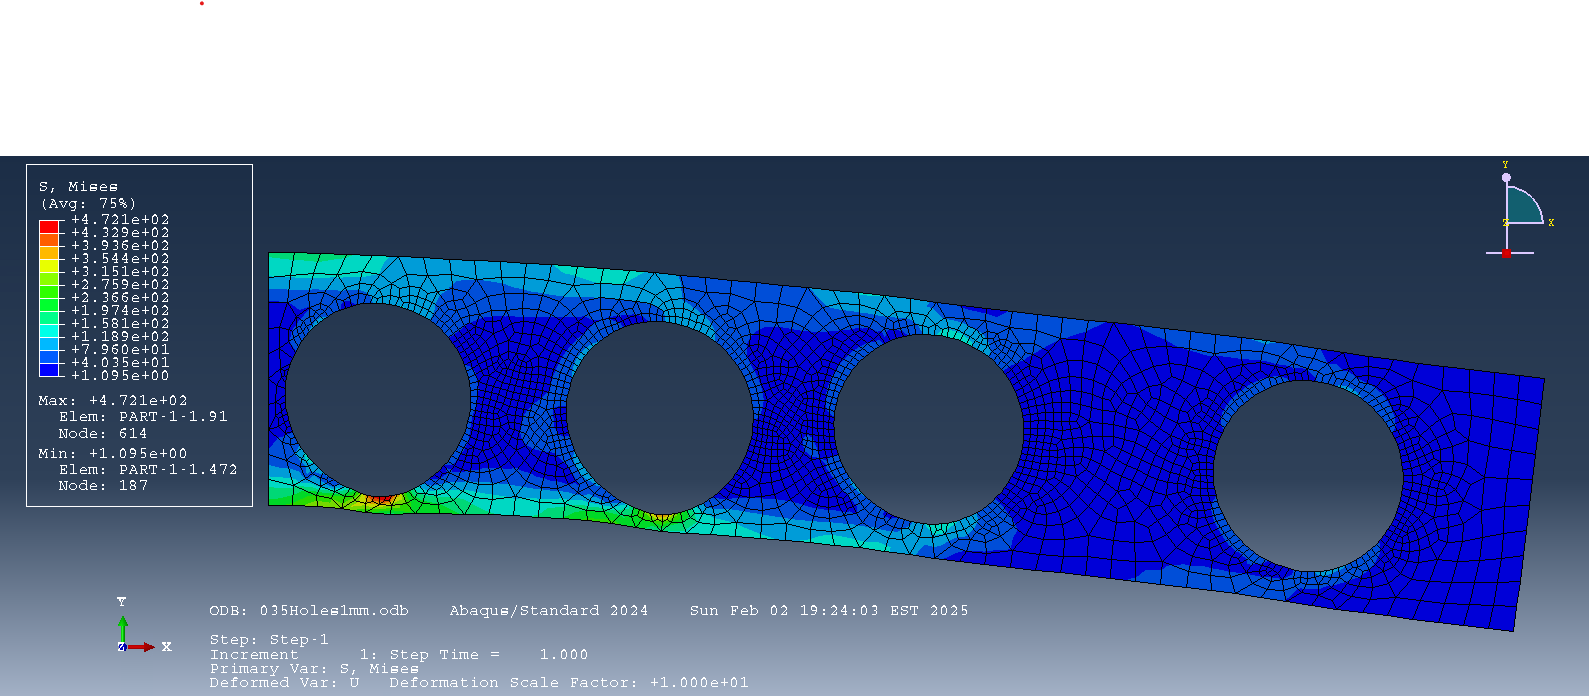 S, Mises
(Avg: 75%)
+4.721e+02
+4.329e+02
+3.936e+02
+3.544e+02
+3.151e+02
+2.759e+02
+2.366e+02
+1.974e+02
+1.581e+02
+1.189e+02
+7.960e+01
+4.035e+01
+1.095e+00
Max: +4.721e+02
Elem: PART-1-1.91
Node: 614
Min: +1.095e+00
Elem: PART-1-1.472
Node: 187
Y
Z
X
Y
Z
X
ODB: 035Holes1mm.odb    Abaqus/Standard 2024    Sun Feb 02 19:24:03 EST 2025
Step: Step-1
Increment      1: Step Time =    1.000
Primary Var: S, Mises
Deformed Var: U   Deformation Scale Factor: +1.000e+01